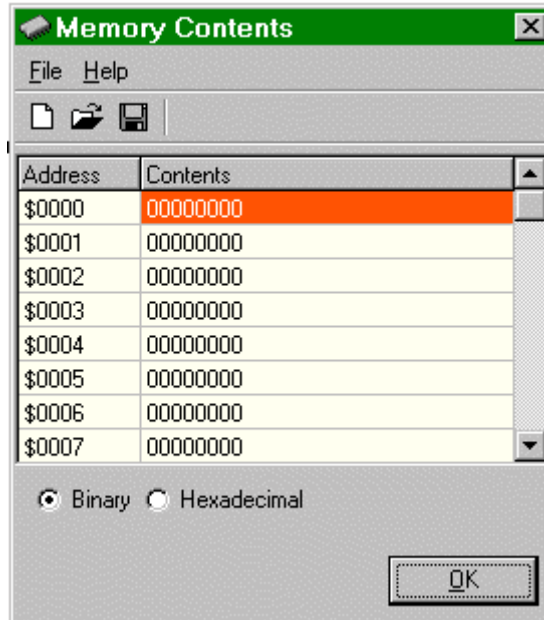 Memory Contents
File Help
Address Contents
$0000 00000000
$0001 00000000
$0002 00000000
$0003 00000000
$0004 00000000
$0005 00000000
$0006 00000000
$0007 00000000
Binary Hexadecimal
OK